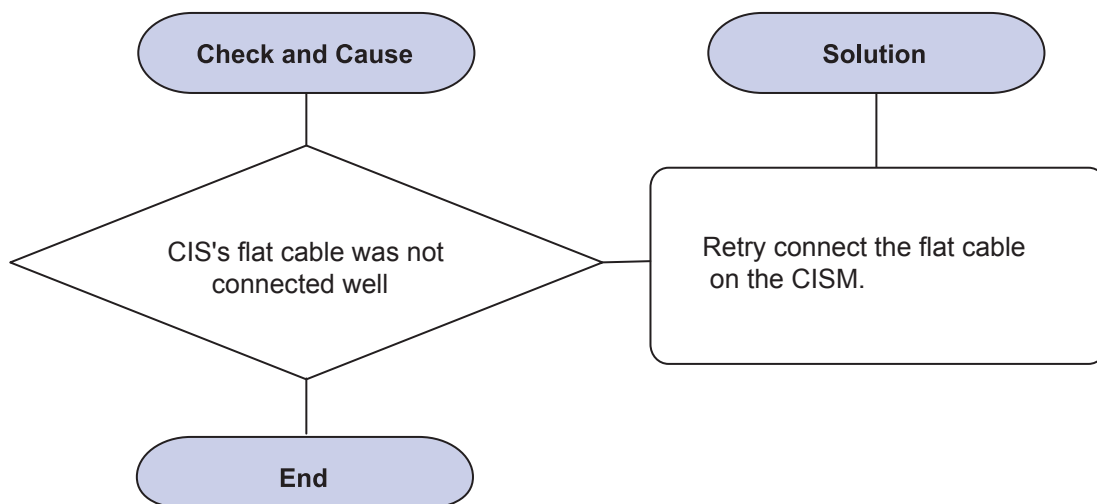 Check and Cause
Solution
CIS's flat cable was not
connected well
Retry connect the flat cable
on the CISM.
End